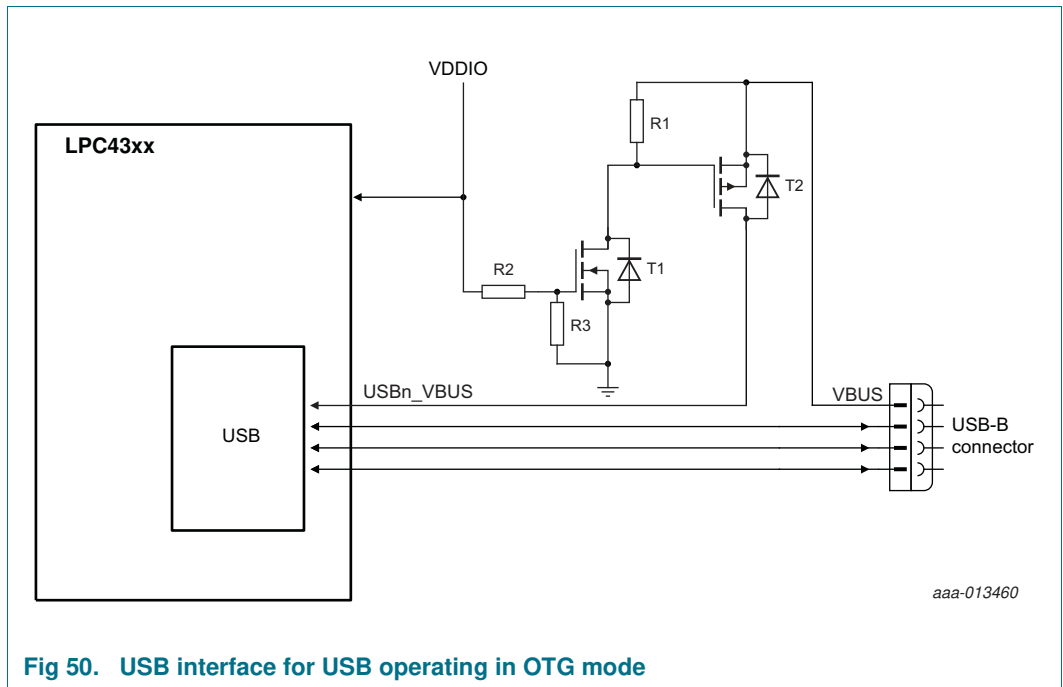 VDDIO
LPC43xx
R1
T2
R2
T1
R3
USBn_VBUS
VBUS
USB
USB-B
connector
aaa-013460
Fig 50. USB interface for USB operating in OTG mode